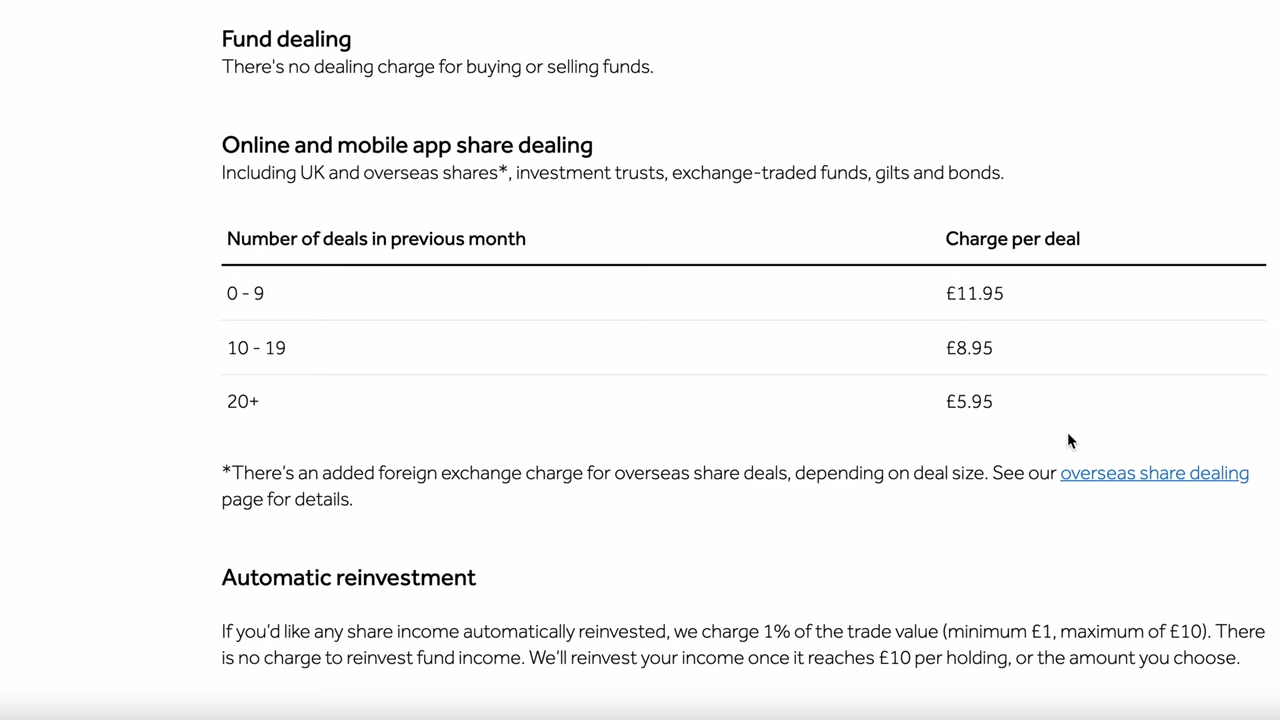 Fund dealing
There's no dealing charge for buying or selling funds.
Online and mobile app share dealing
Including UK and overseas shares*, investment trusts, exchange-traded funds, gilts and bonds.
Number of deals in previous month Charge per deal
0 - 9 £11.95
10 - 19 £8.95
20+ £5.95
*There's an added foreign exchange charge for overseas share deals, depending on deal size. See our overseas share dealing
page for details.
Automatic reinvestment
If you'd like any share income automatically reinvested, we charge 1% of the trade value (minimum £1, maximum of £10). There
is no charge to reinvest fund income. We'll reinvest your income once it reaches £10 per holding, or the amount you choose.